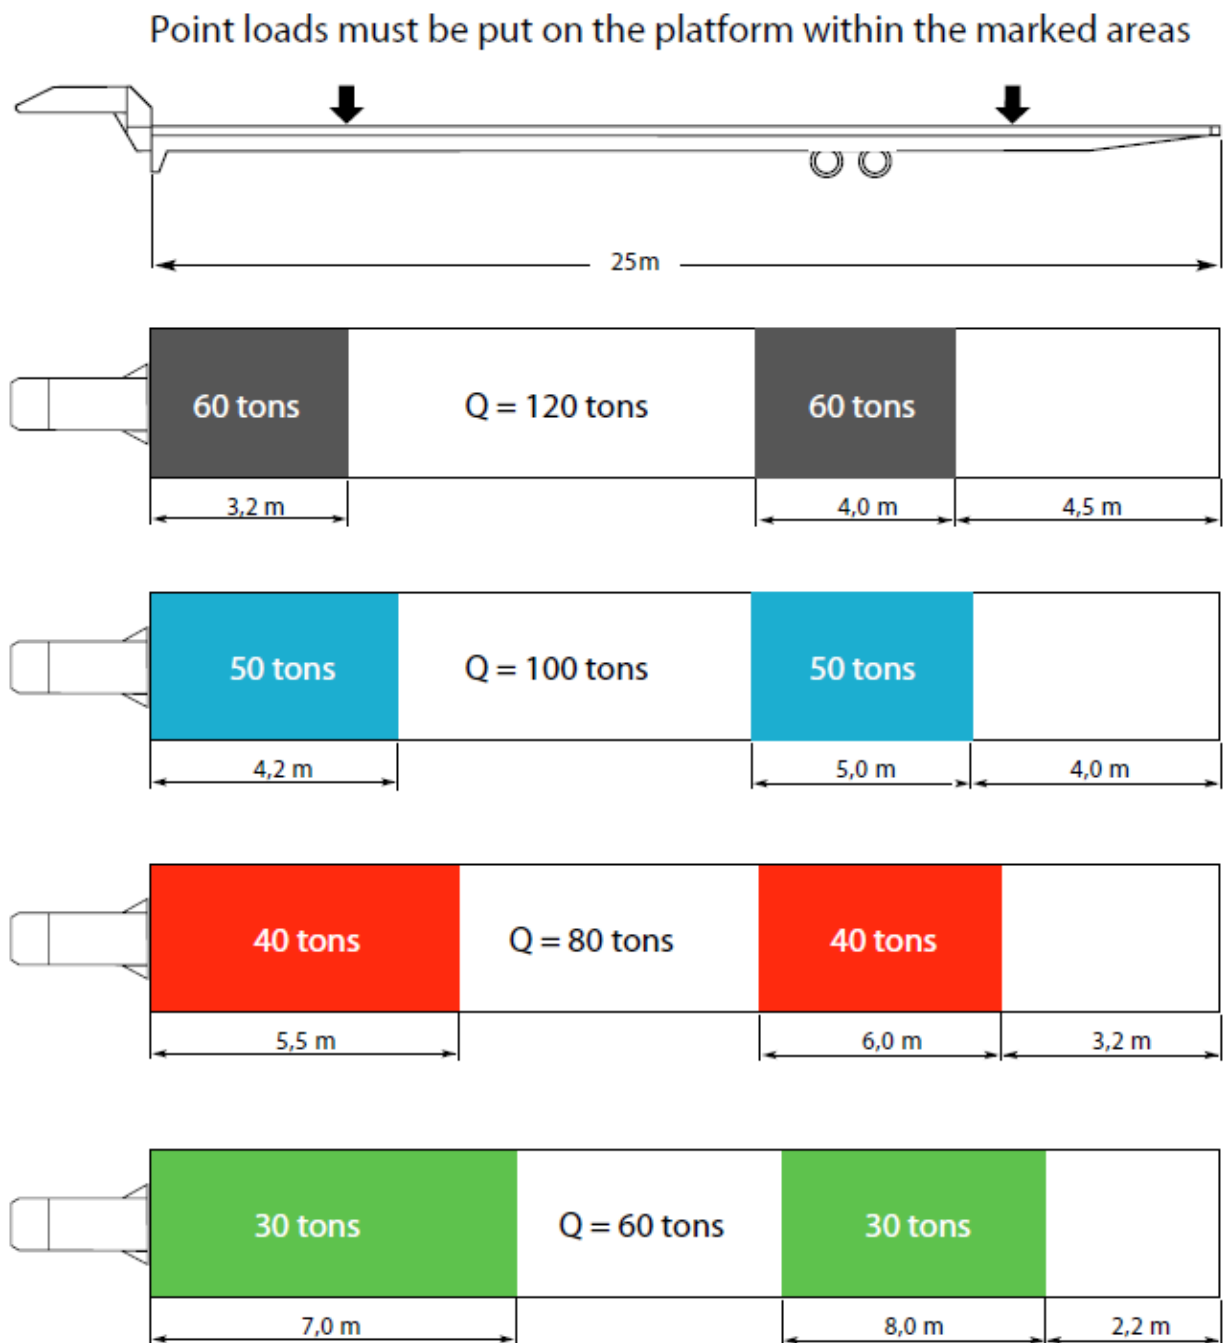 Point loads must be put on the platform within the marked areas
25m
60 tons Q = 120 tons 60 tons
3,2 m 4,0 m 4,5 m
50 tons Q = 100 tons 50 tons
4,2 m 5,0 m 4,0 m
40 tons Q = 80 tons 40 tons
5,5 m 6,0 m 3,2 m
30 tons Q = 60 tons 30 tons
7,0 m 8,0 m 2,2 m